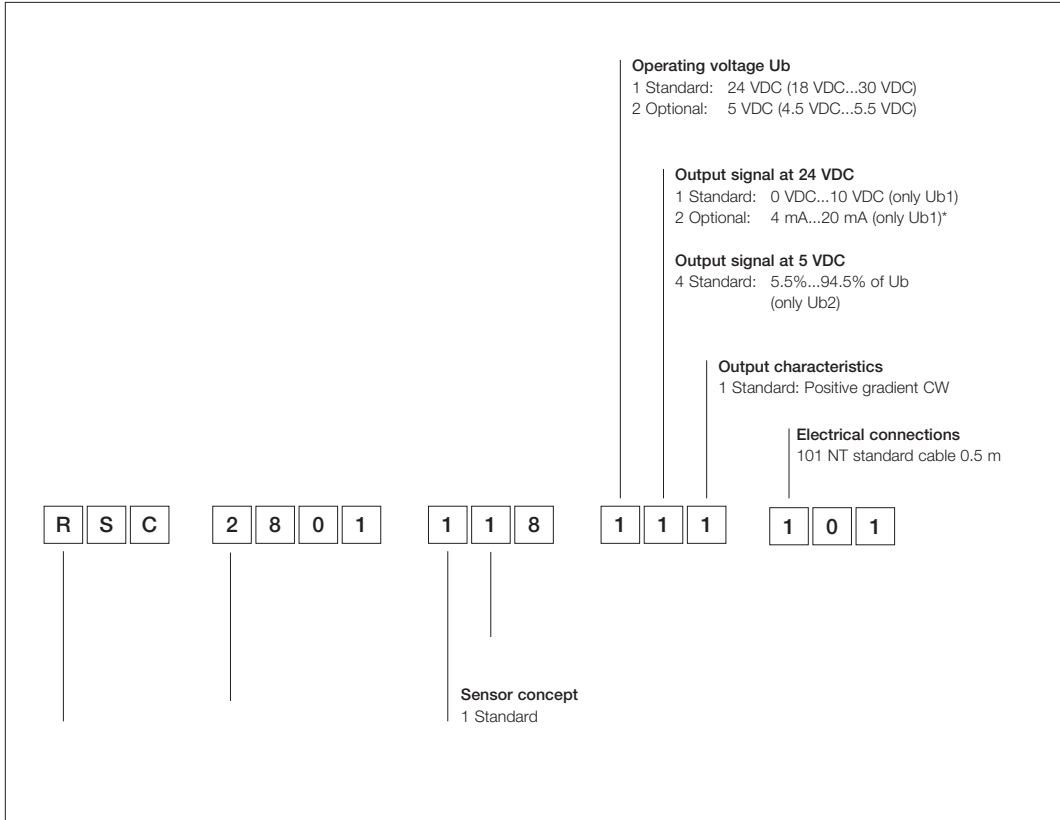 Operating voltage Ub
1 Standard: 24 VDC (18 VDC...30 VDC)
2 Optional: 5 VDC (4.5 VDC...5.5 VDC)
Output signal at 24 VDC
1 Standard: 0 VDC...10 VDC (only Ub1)
2 Optional: 4 mA...20 mA (only Ub1)*
Output signal at 5 VDC
4 Standard: 5.5%...94.5% of Ub
(only Ub2)
Output characteristics
1 Standard: Positive gradient CW
Electrical connections
101 NT standard cable 0.5 m
R S C 2 8 0 1 1 1 8 1 1 1 1 0 1
Sensor concept
1 Standard